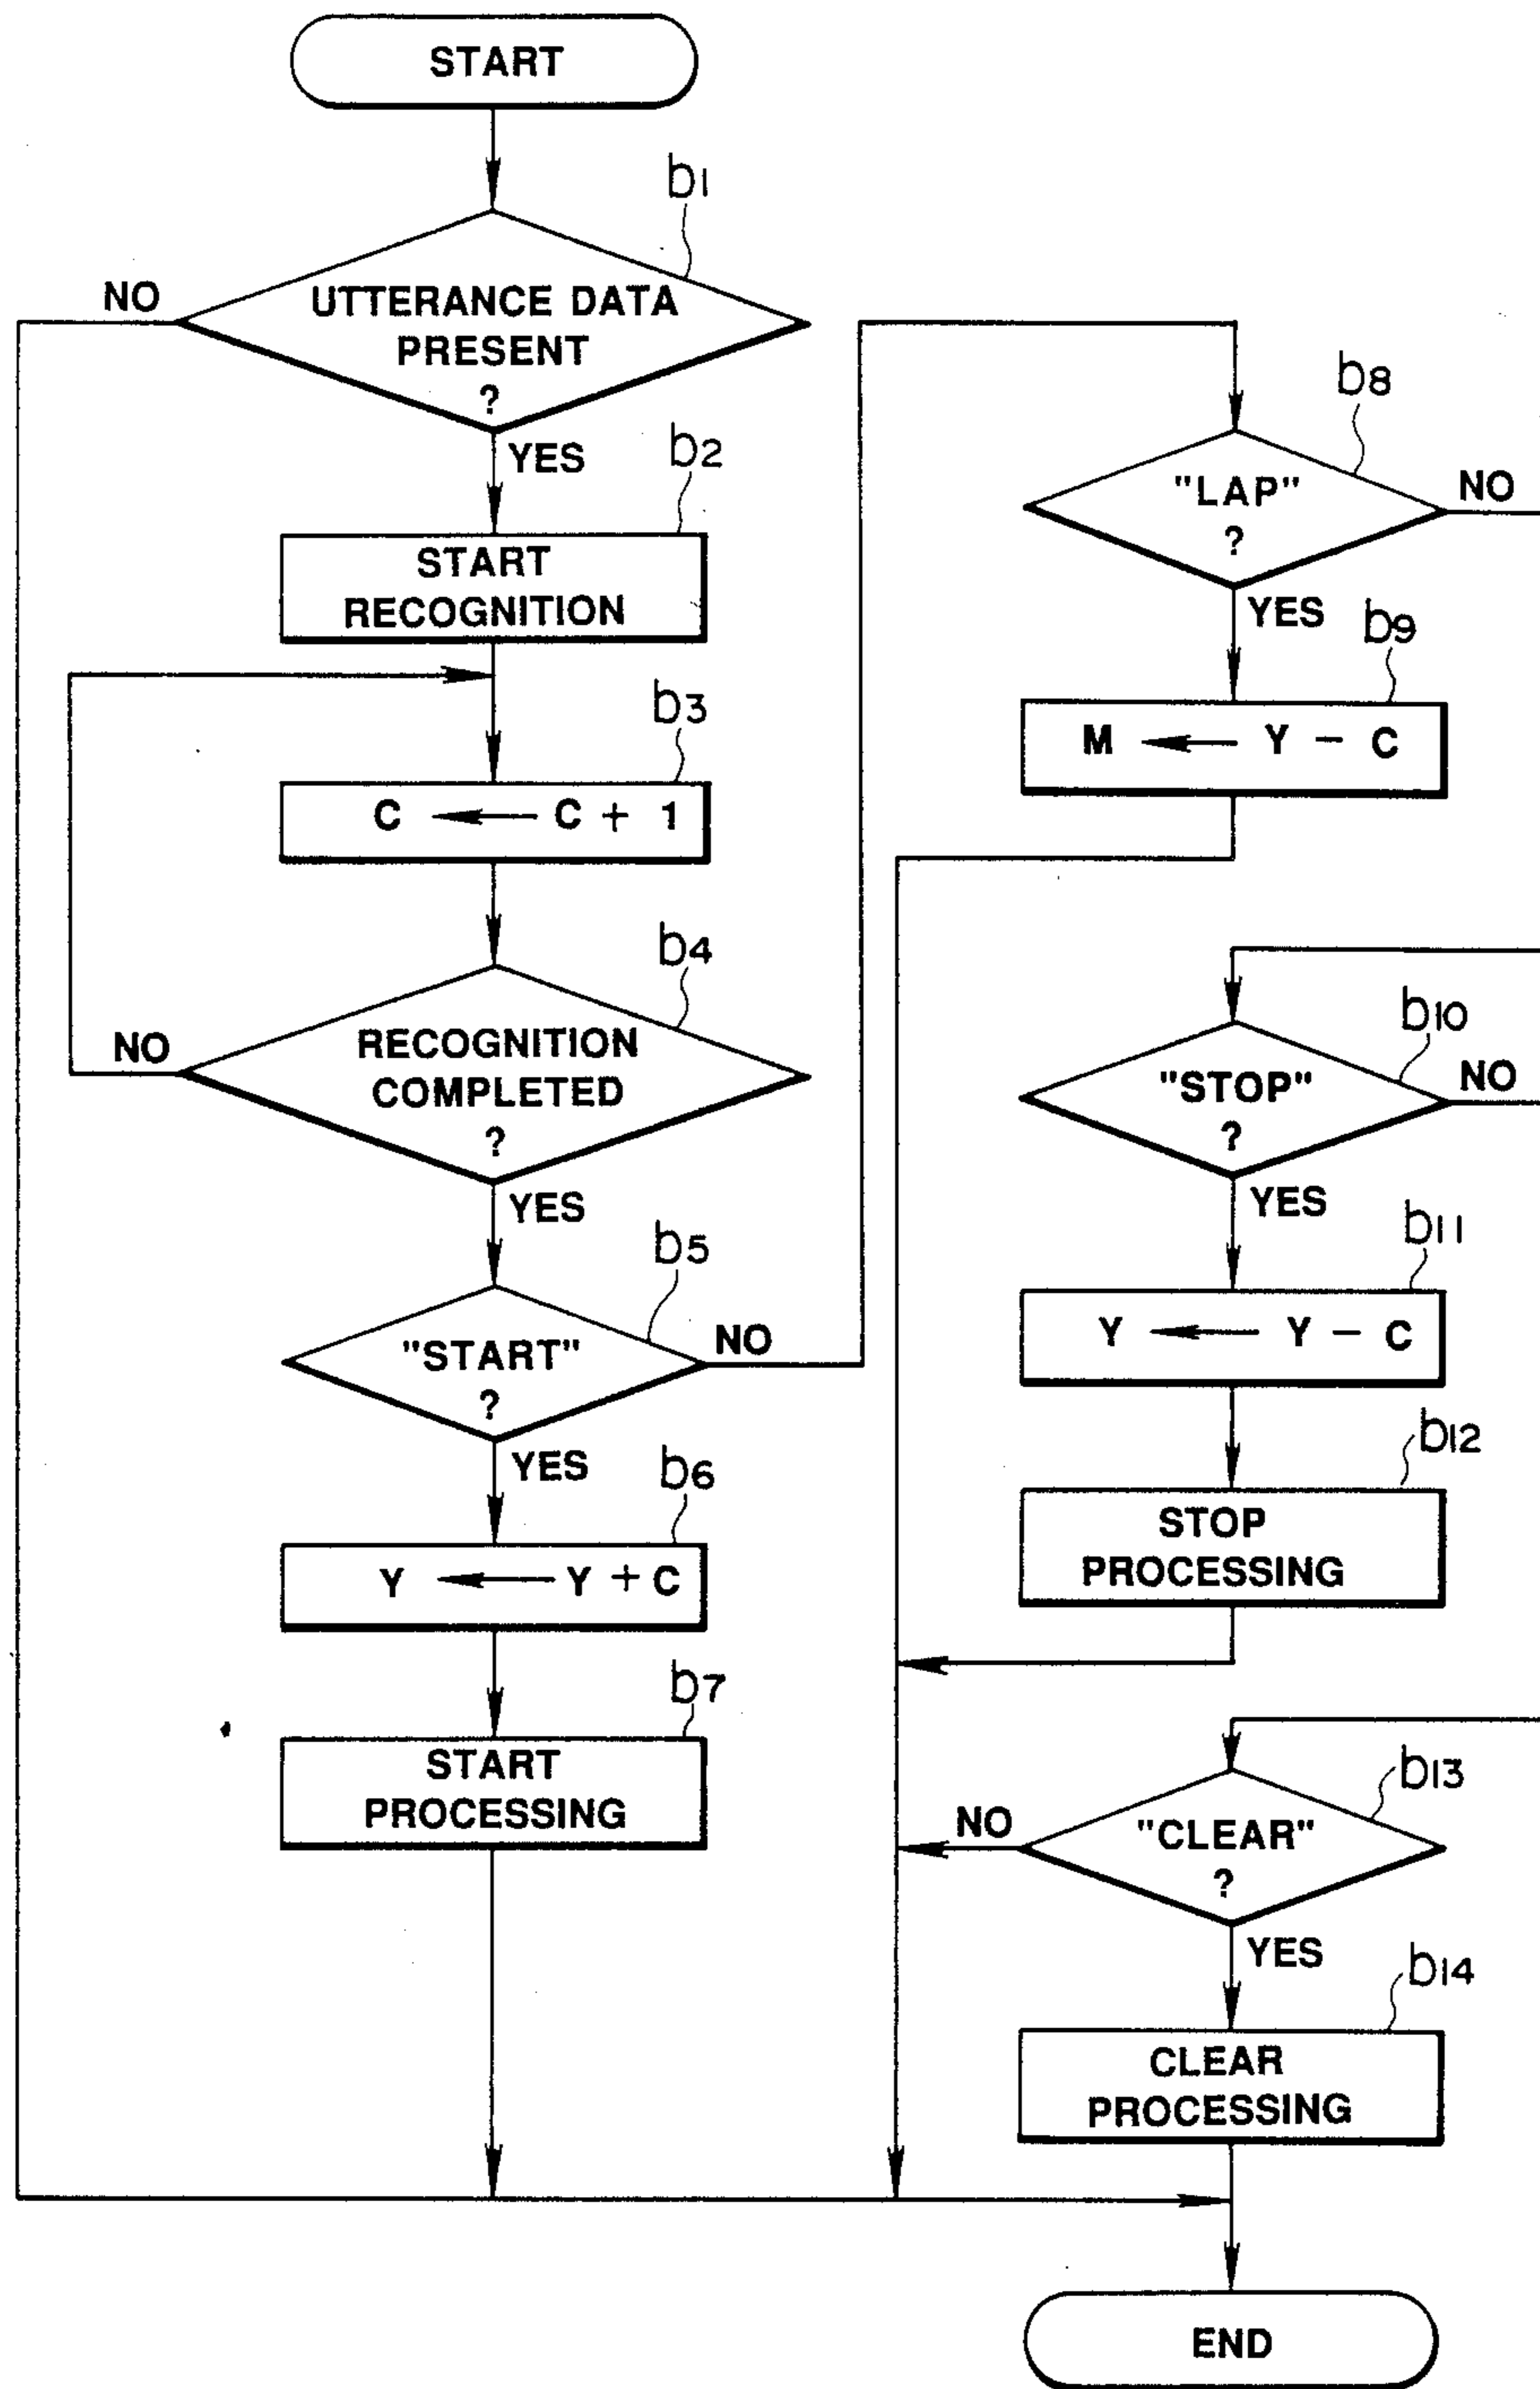 START
b1
NO
UTTERANCE DATA
PRESENT
?
YES
b2
START
RECOGNITION
b3
C ← C + 1
b4
NO
RECOGNITION
COMPLETED
?
YES
b5
"START"
?
NO
YES
b6
Y ← Y + C
b7
START
PROCESSING
b8
"LAP"
?
NO
YES
b9
M ← Y - C
b10
"STOP"
?
NO
YES
b11
Y ← Y - C
b12
STOP
PROCESSING
b13
NO
"CLEAR"
?
YES
b14
CLEAR
PROCESSING
END